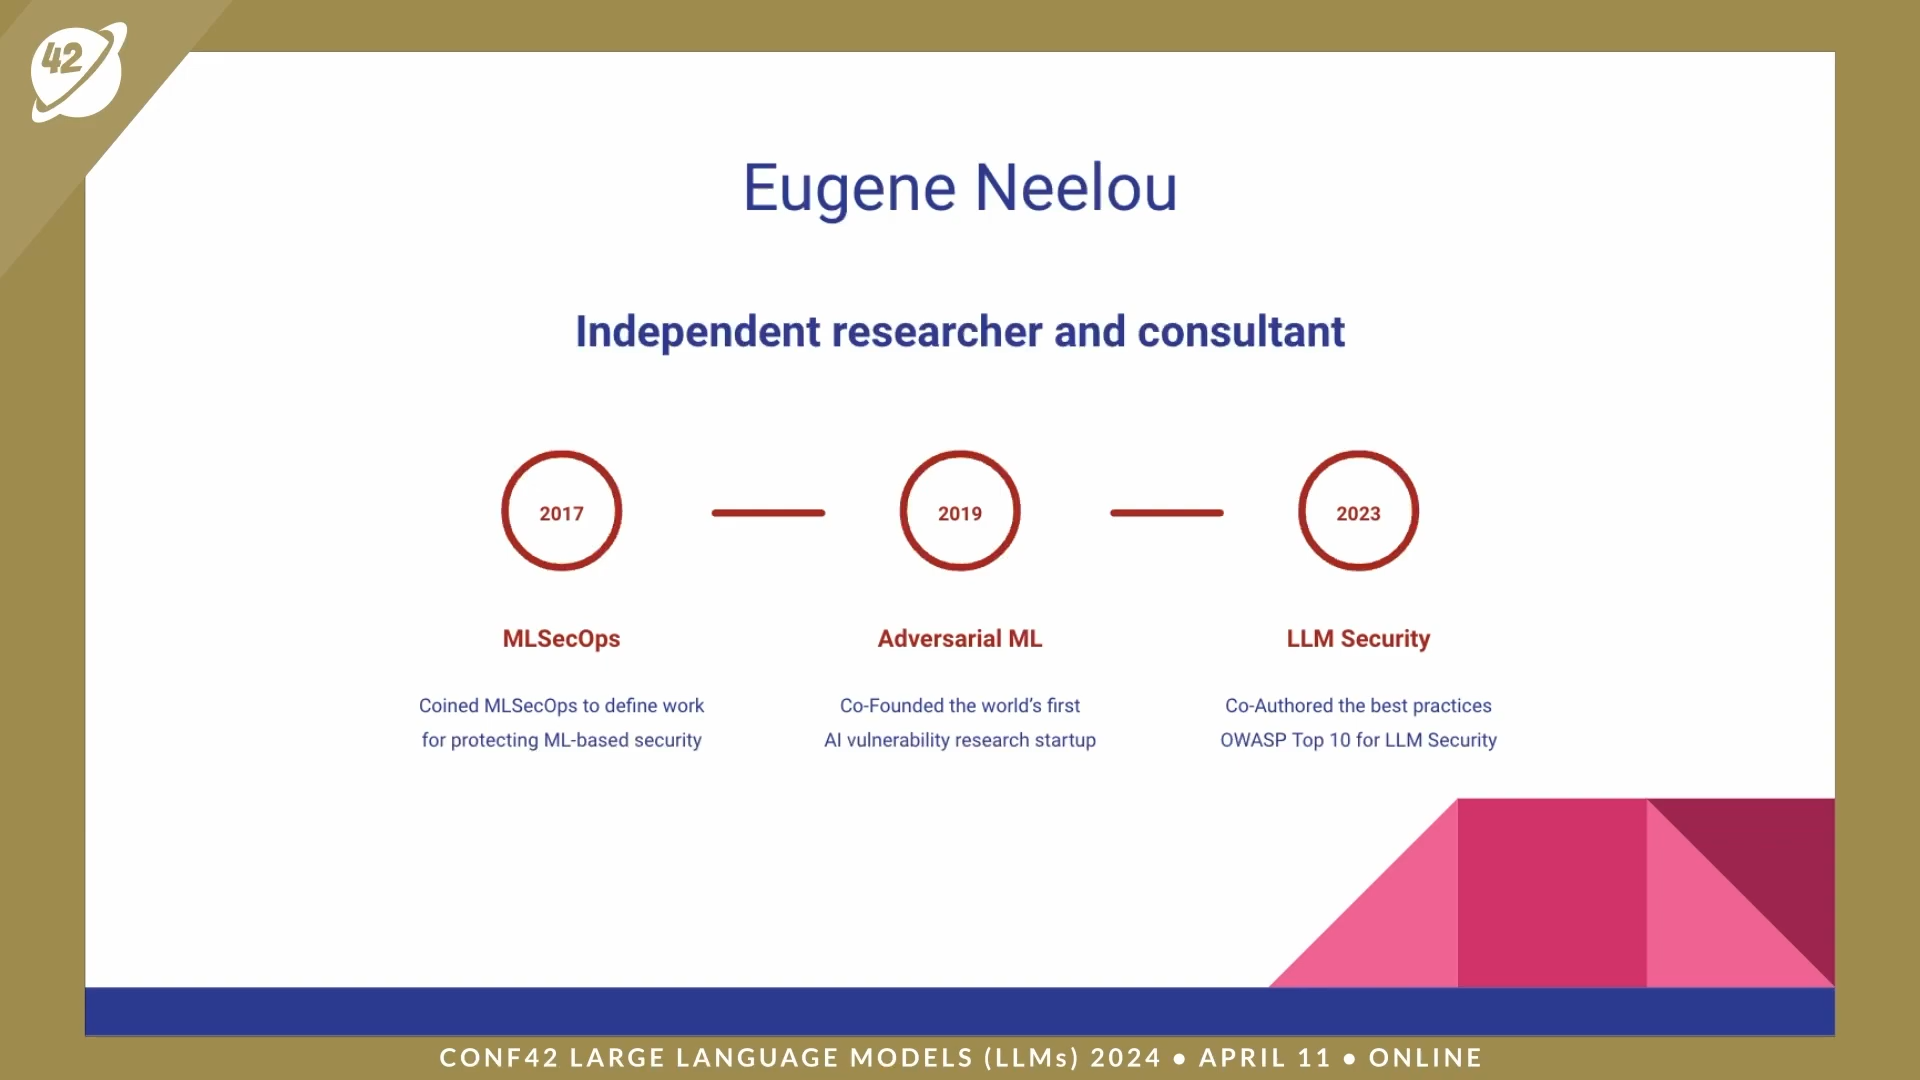 42
Eugene Neelou
Independent researcher and consultant
2017
2019
2023
MLSecOps
Adversarial ML
LLM Security
Coined MLSecOps to define work
for protecting ML-based security
Co-Founded the world’s first
AI vulnerability research startup
Co-Authored the best practices
OWASP Top 10 for LLM Security
CONF42 LARGE LANGUAGE MODELS (LLMs) 2024 ● APRIL 11 ● ONLINE